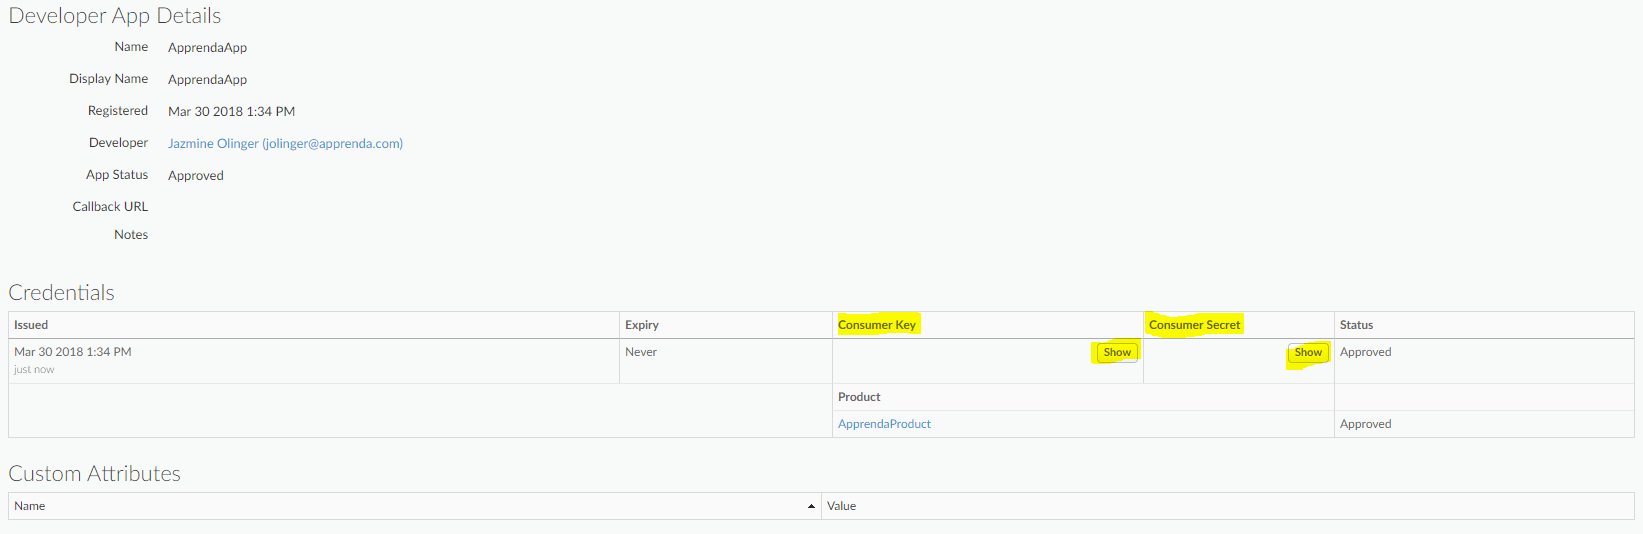 Developer App Details
Name ApprendaApp
Display Name ApprendaApp
Registered Mar 30 2018 1:34 PM
Developer Jazmine Olinger (jolinger@apprenda.com)
App Status Approved
Callback URL
Notes
Credentials
Issued Expiry Consumer Key Consumer Secret Status
Mar 30 2018 1:34 PM Never Show Show Approved
just now
Product
ApprendaProduct Approved
Custom Attributes
Name Value